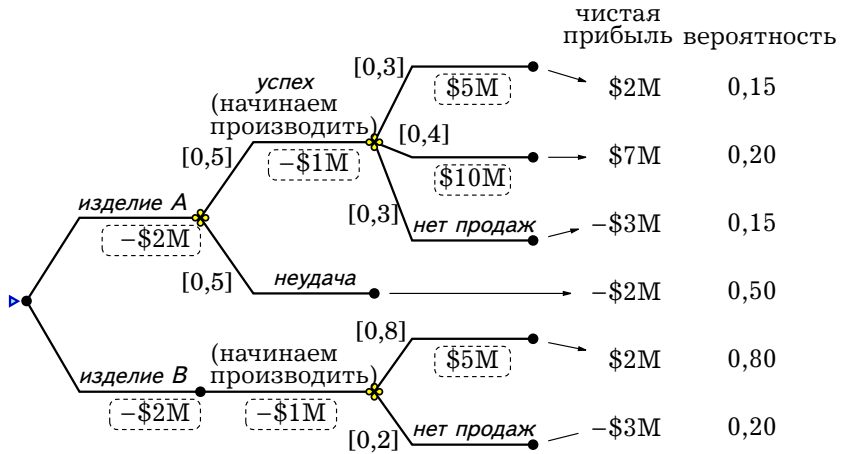 чистая
прибыль вероятность
[0,3]
$5M
$2M 0,15
успех
(начинаем
производить)
[0,4]
[0,5]
−$1M
$10M
$7M 0,20
изделие A
−$2M
[0,3]
нет продаж
−$3M 0,15
[0,5]
неудача
−$2M 0,50
[0,8]
$5M
$2M 0,80
изделие B
(начинаем
производить)
−$2M
−$1M
[0,2]
нет продаж
−$3M 0,20